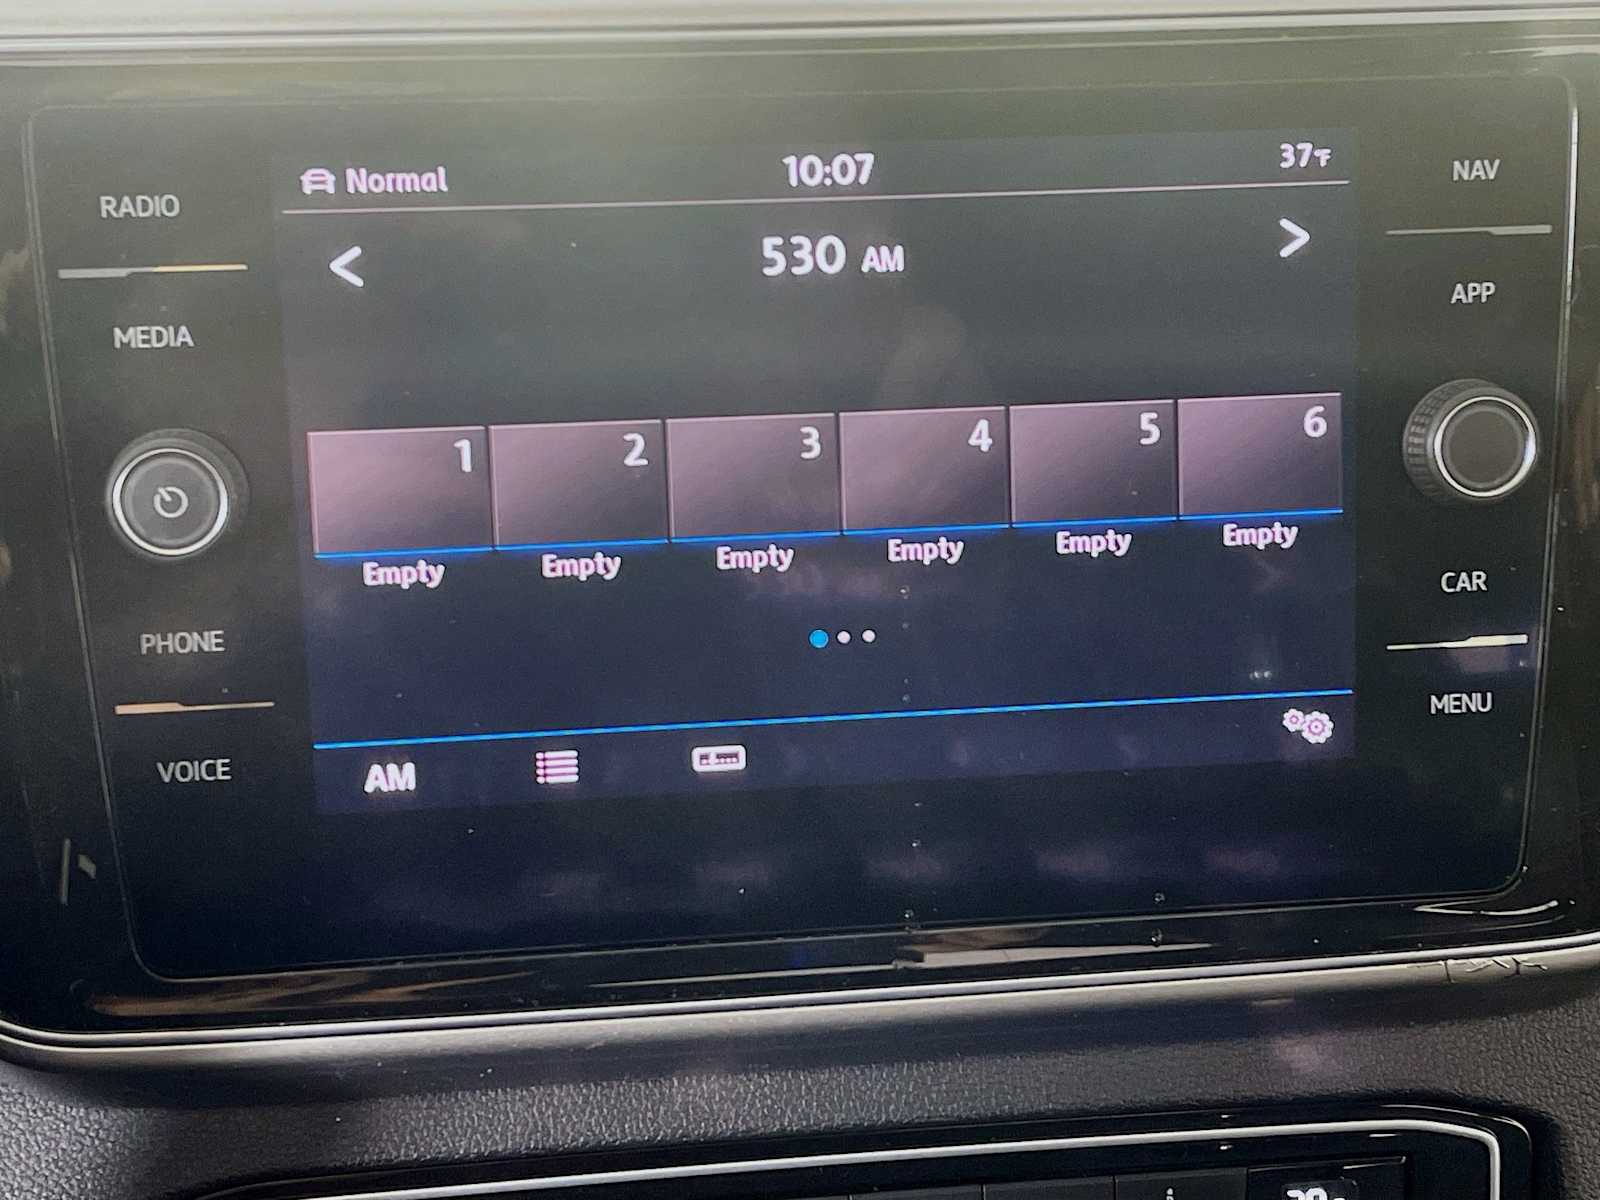 Normal 10:07 37°F
RADIO
NAV
530 AM
MEDIA
APP
1 2 3 4 5 6
Empty Empty Empty Empty Empty Empty
PHONE
CAR
VOICE
MENU
AM